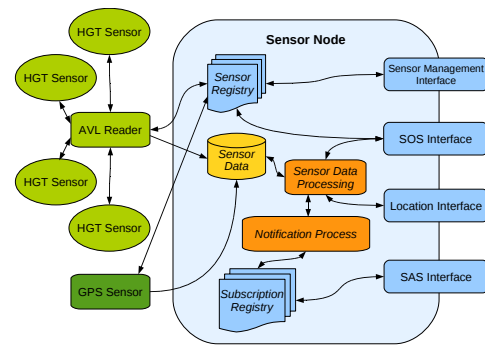 HGT Sensor
Sensor Node
HGT Sensor
Sensor
Registry
Sensor Management
Interface
AVL Reader
SOS Interface
Sensor
Data
Sensor Data
Processing
HGT Sensor
Location Interface
HGT Sensor
Notification Process
GPS Sensor
Subscription
Registry
SAS Interface